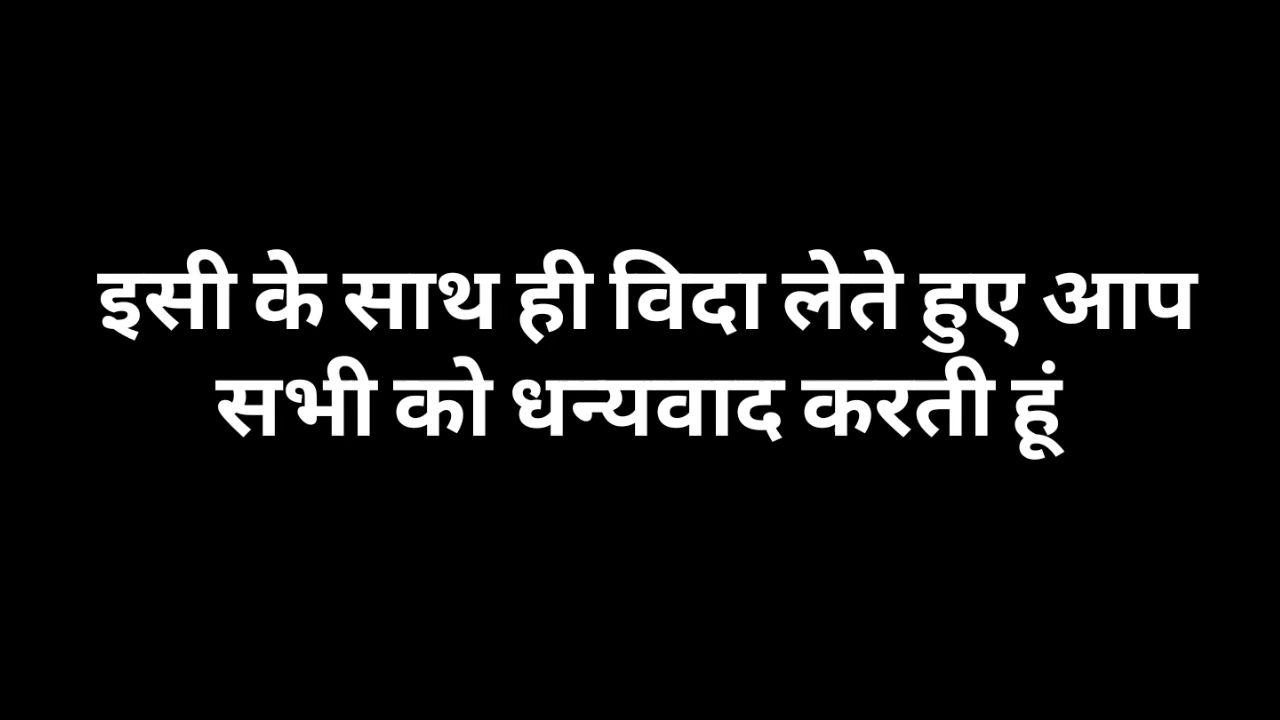 इसी के साथ ही विदा लेते हुए आप
सभी को धन्यवाद करती हूं